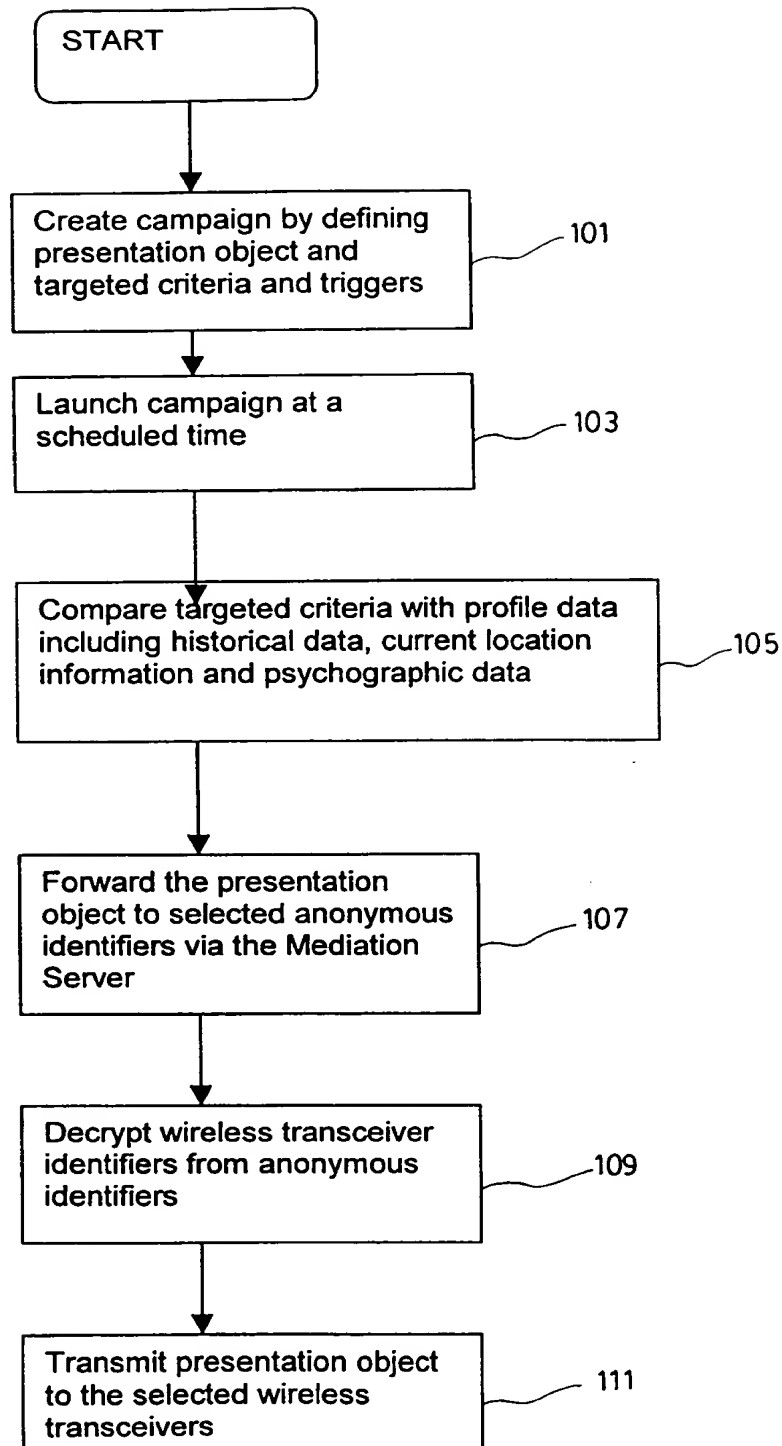 START
Create campaign by defining
presentation object and
targeted criteria and triggers
101
Launch campaign at a
scheduled time
103
Compare targeted criteria with profile data
including historical data, current location
information and psychographic data
105
Forward the presentation
object to selected anonymous
identifiers via the Mediation
Server
107
Decrypt wireless transceiver
identifiers from anonymous
identifiers
109
Transmit presentation object
to the selected wireless
transceivers
111